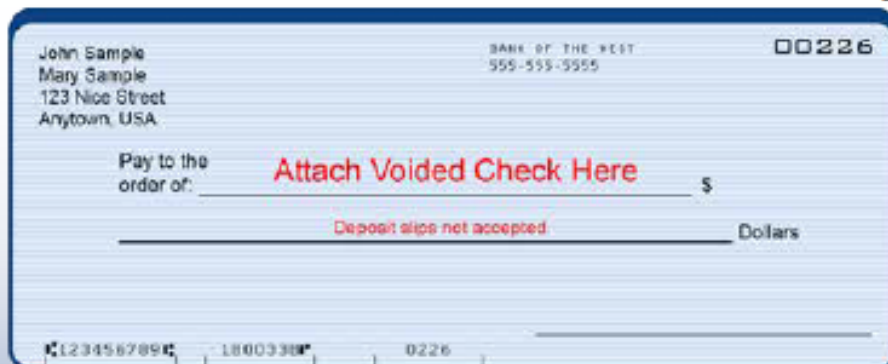 John Sample
Mary Sample
123 Nice Street
Anytown, USA
BANK OF THE WEST
555-555-5555
00226
Pay to the
order of:
Attach Voided Check Here
$
Deposit slips not accepted
Dollars
⑆123456789⑆ 1800338⑈ 0226